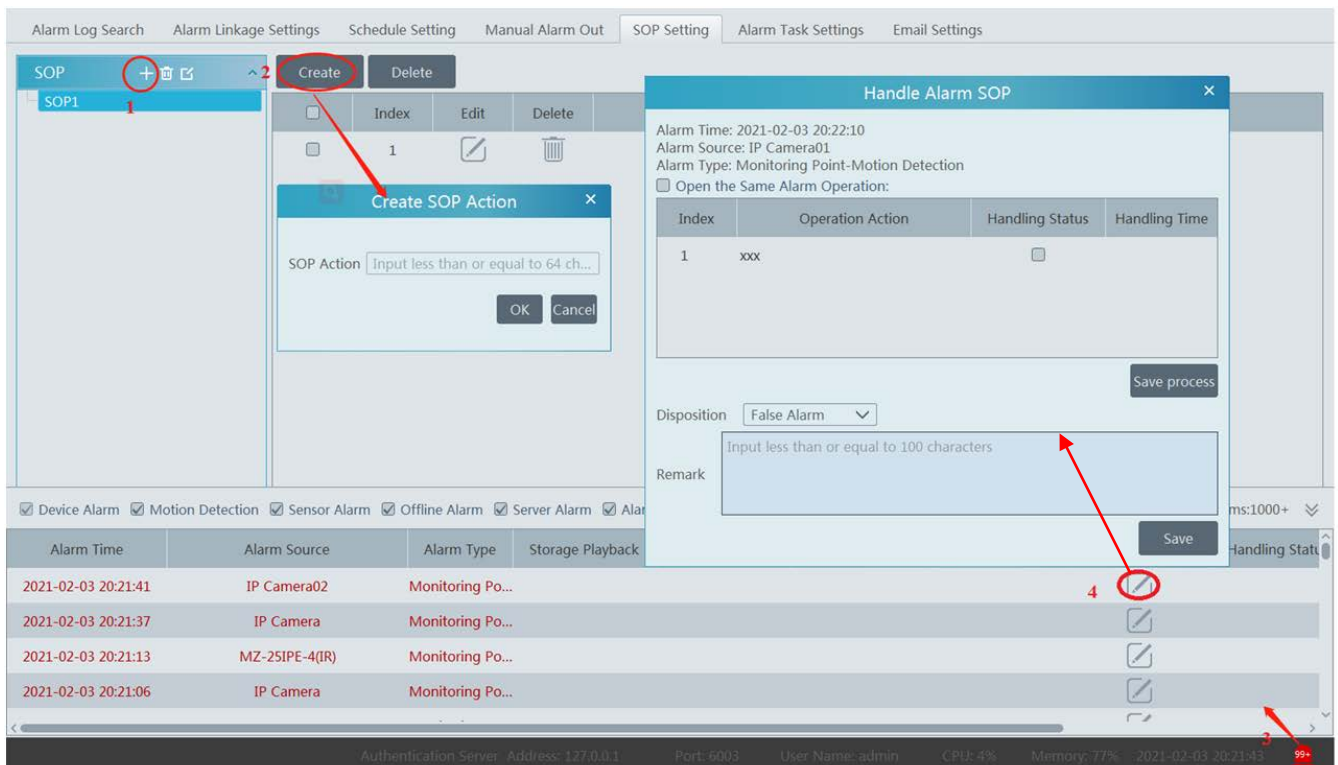 Alarm Log Search Alarm Linkage Settings Schedule Setting Manual Alarm Out SOP Setting Alarm Task Settings Email Settings
SOP
1
SOP1
2 Create Delete
Index Edit Delete
1
Create SOP Action ×
SOP Action Input less than or equal to 64 ch...
OK Cancel
Handle Alarm SOP ×
Alarm Time: 2021-02-03 20:22:10
Alarm Source: IP Camera01
Alarm Type: Monitoring Point-Motion Detection
Open the Same Alarm Operation:
Index Operation Action Handling Status Handling Time
1 xxx
Save process
Disposition False Alarm
Remark Input less than or equal to 100 characters
Save
Device Alarm Motion Detection Sensor Alarm Offline Alarm Server Alarm Alar ms:1000+
Alarm Time Alarm Source Alarm Type Storage Playback Handling Statu
2021-02-03 20:21:41 IP Camera02 Monitoring Po... 4
2021-02-03 20:21:37 IP Camera Monitoring Po...
2021-02-03 20:21:13 MZ-25IPE-4(IR) Monitoring Po...
2021-02-03 20:21:06 IP Camera Monitoring Po...
3
Authentication Server Address: 127.0.0.1 Port: 6003 User Name: admin CPU: 4% Memory: 77% 2021-02-03 20:21:43 99+